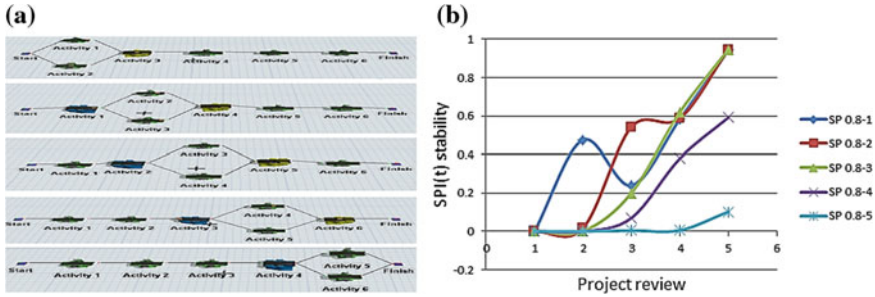 (a)
Activity 1
Start
Activity 2
Activity 3
Activity 4
Activity 5
Activity 6
Finish
Activity 2
Start
Activity 1
Activity 3
Activity 4
Activity 5
Activity 6
Finish
Activity 3
Start
Activity 1
Activity 2
Activity 4
Activity 5
Activity 6
Finish
Activity 4
Start
Activity 1
Activity 2
Activity 3
Activity 5
Activity 6
Finish
Start
Activity 1
Activity 2
Activity 3
Activity 4
Activity 5
Activity 6
Finish
(b)
SPI(t) stability
1
0.8
0.6
0.4
0.2
0
-0.2
0 1 2 3 4 5 6
Project review
SP 0.8-1
SP 0.8-2
SP 0.8-3
SP 0.8-4
SP 0.8-5